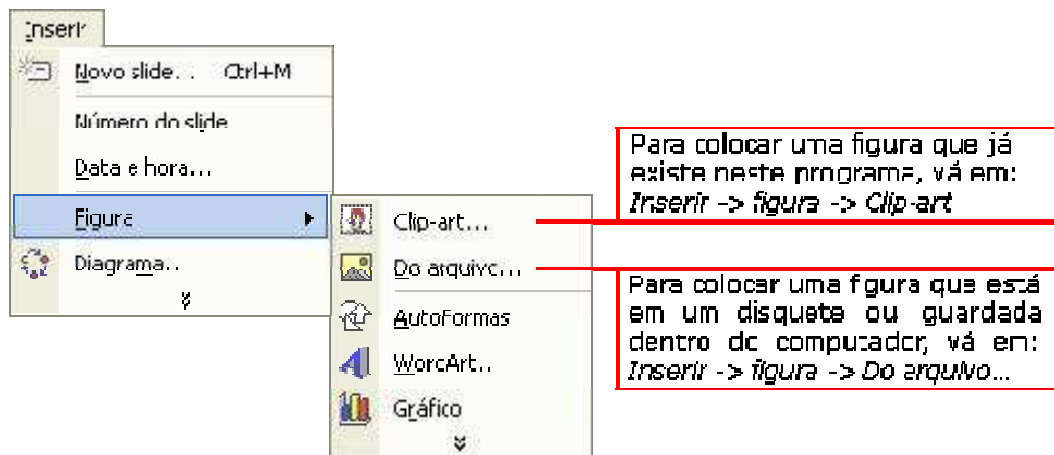 Inserir
Novo slide... Ctrl+M
Número do slide
Data e hora...
Figura
Diagrama...
Clip-art...
Do arquivo...
AutoFormas
WordArt...
Gráfico
Para colocar uma figura que já
existe neste programa, vá em:
Inserir -> figura -> Clip-art
Para colocar uma figura que está
em um disquete ou guardada
dentro do computador, vá em:
Inserir -> figura -> Do arquivo...